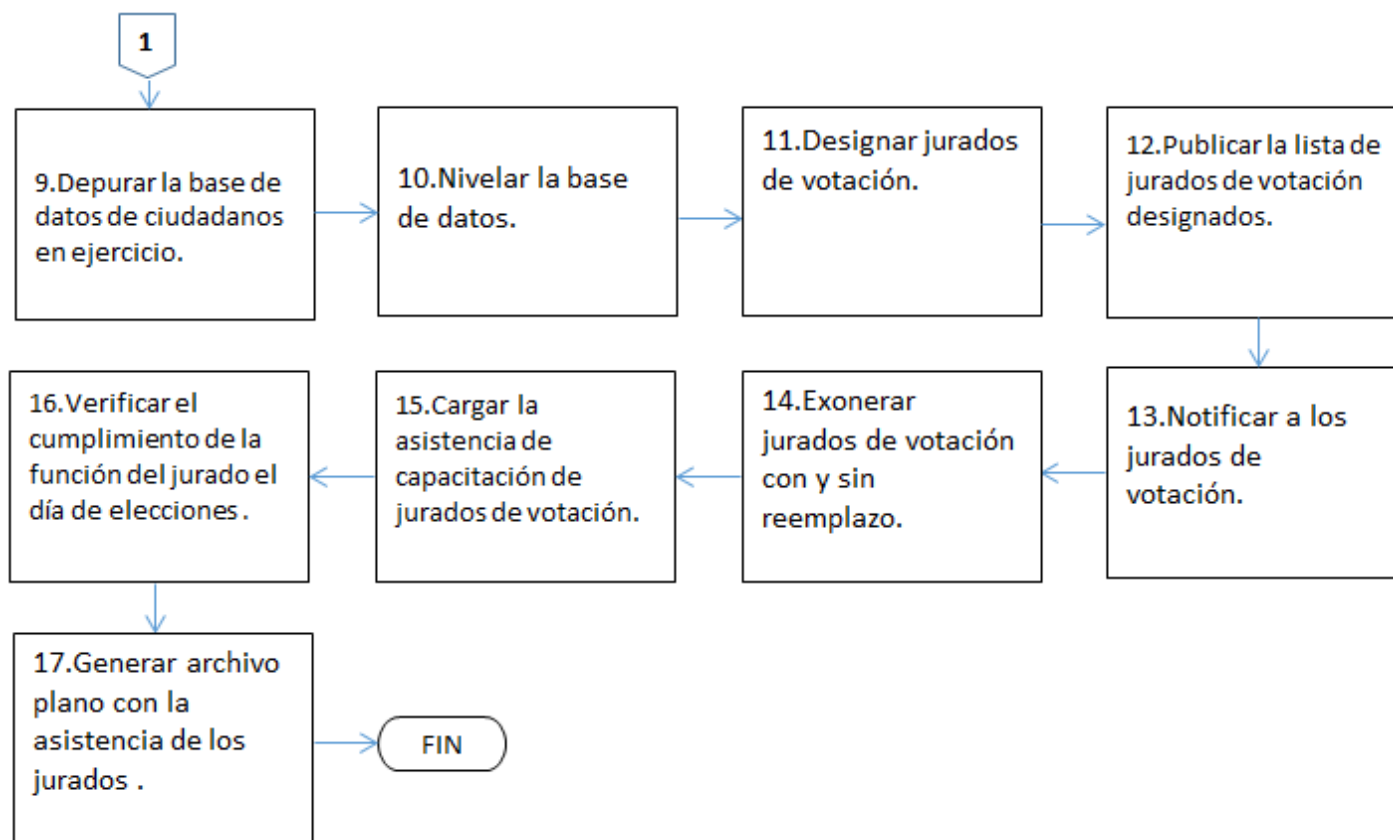 1
9.Depurar la base de
datos de ciudadanos
en ejercicio.
10.Nivelar la base
de datos.
11.Designar jurados
de votación.
12.Publicar la lista de
jurados de votación
designados.
13.Notificar a los
jurados de
votación.
14.Exonerar
jurados de votación
con y sin
reemplazo.
15.Cargar la
asistencia de
capacitación de
jurados de votación.
16.Verificar el
cumplimiento de la
función del jurado el
día de elecciones .
17.Generar archivo
plano con la
asistencia de los
jurados .
FIN